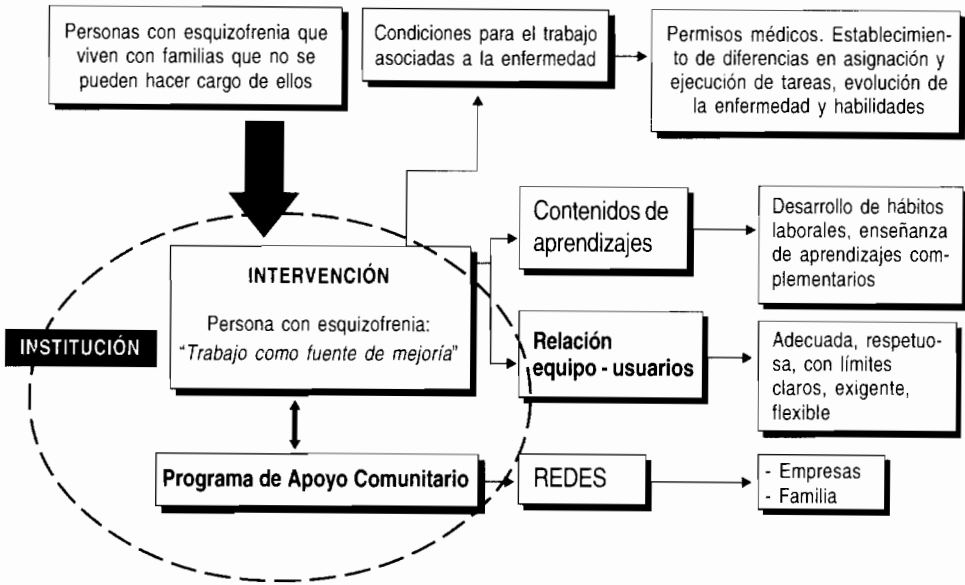 Personas con esquizofrenia que
viven con familias que no se
pueden hacer cargo de ellos
Condiciones para el trabajo
asociadas a la enfermedad
Permisos médicos. Establecimien-
to de diferencias en asignación y
ejecución de tareas, evolución de
la enfermedad y habilidades
Contenidos de
aprendizajes
Desarrollo de hábitos
laborales, enseñanza
de aprendizajes com-
plementarios
INTERVENCIÓN
Persona con esquizofrenia:
“Trabajo como fuente de mejoría”
INSTITUCIÓN
Relación
equipo - usuarios
Adecuada, respetuo-
sa, con límites
claros, exigente,
flexible
Programa de Apoyo Comunitario
REDES
- Empresas
- Familia